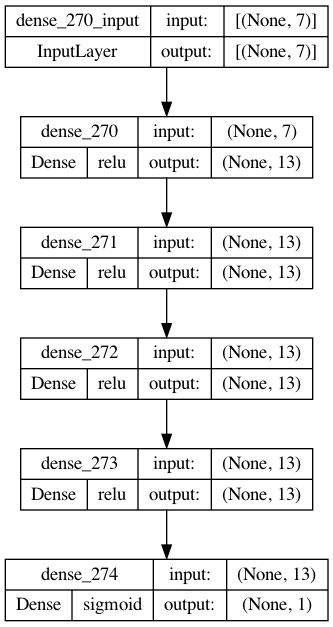 dense_270_input input: [(None, 7)]
InputLayer output: [(None, 7)]
dense_270 input: (None, 7)
Dense relu output: (None, 13)
dense_271 input: (None, 13)
Dense relu output: (None, 13)
dense_272 input: (None, 13)
Dense relu output: (None, 13)
dense_273 input: (None, 13)
Dense relu output: (None, 13)
dense_274 input: (None, 13)
Dense sigmoid output: (None, 1)